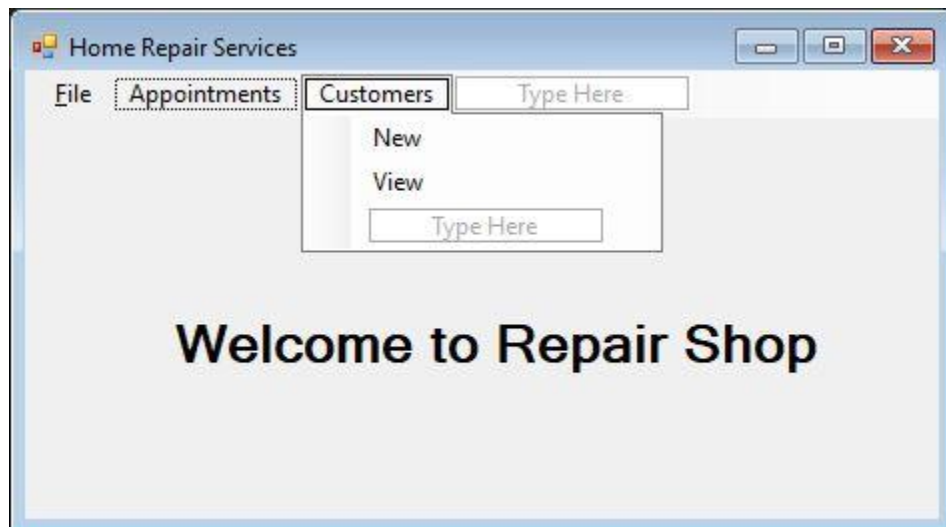 Home Repair Services
File Appointments Customers Type Here
New
View
Type Here
Welcome to Repair Shop